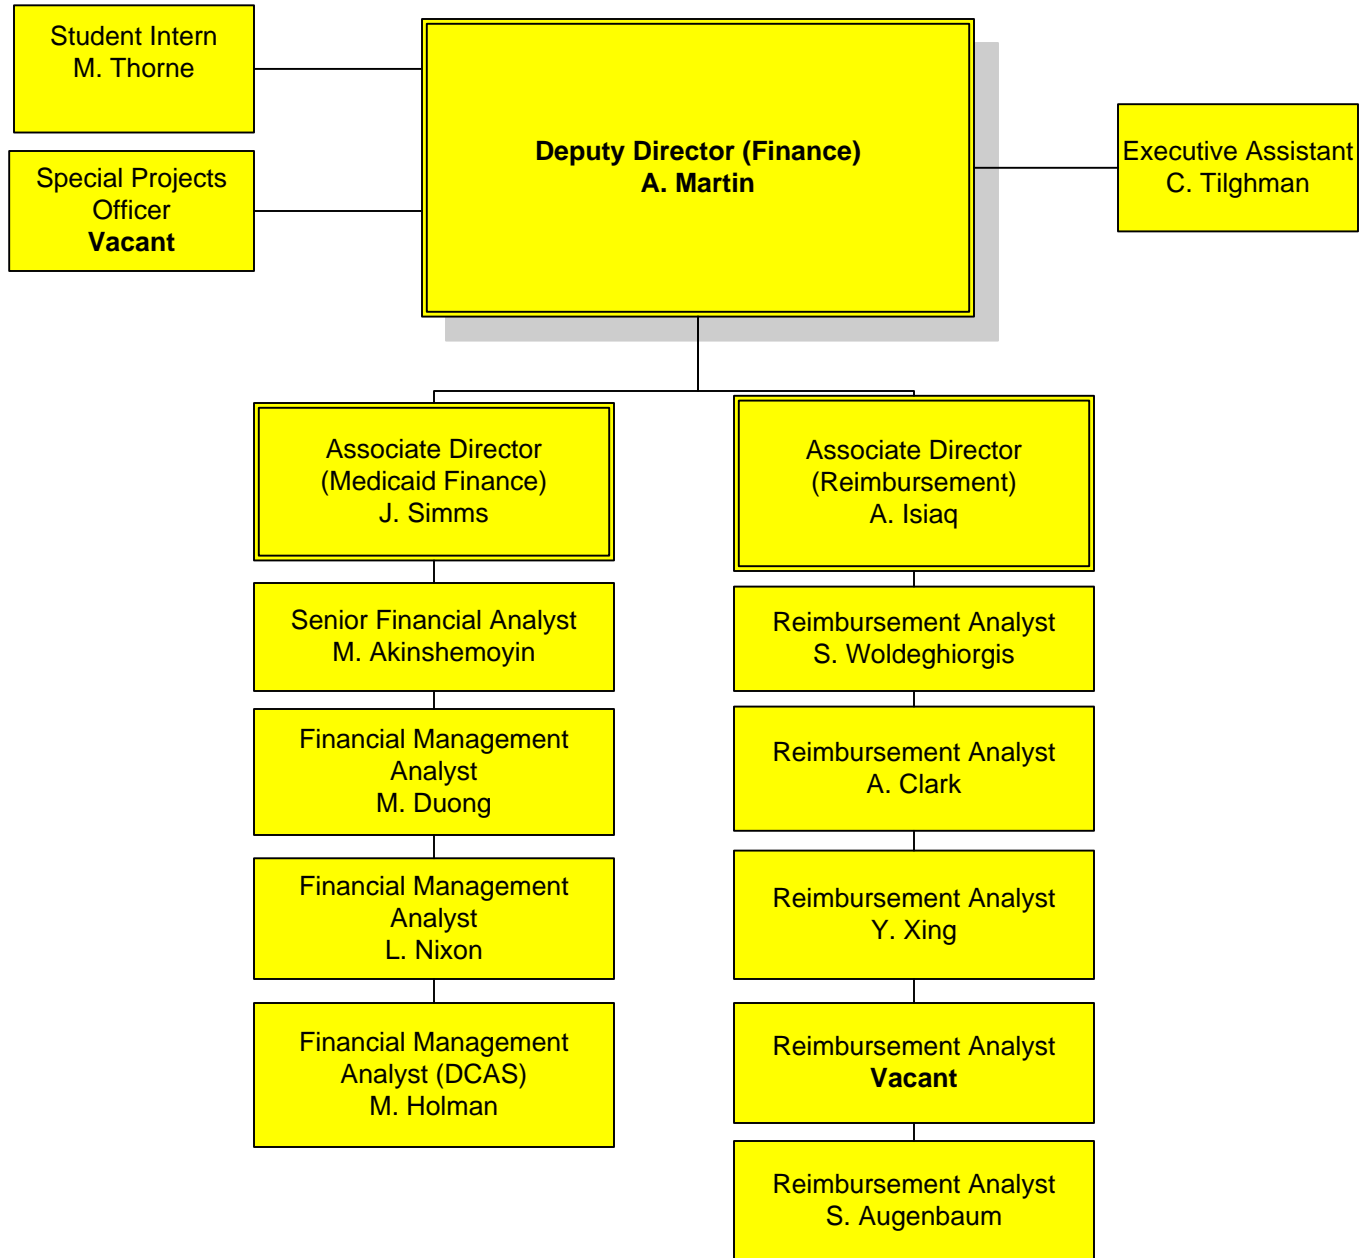 Student Intern
M. Thorne
Special Projects
Officer
Vacant
Deputy Director (Finance)
A. Martin
Executive Assistant
C. Tilghman
Associate Director
(Medicaid Finance)
J. Simms
Senior Financial Analyst
M. Akinshemoyin
Financial Management
Analyst
M. Duong
Financial Management
Analyst
L. Nixon
Financial Management
Analyst (DCAS)
M. Holman
Associate Director
(Reimbursement)
A. Isiaq
Reimbursement Analyst
S. Woldeghiorgis
Reimbursement Analyst
A. Clark
Reimbursement Analyst
Y. Xing
Reimbursement Analyst
Vacant
Reimbursement Analyst
S. Augenbaum